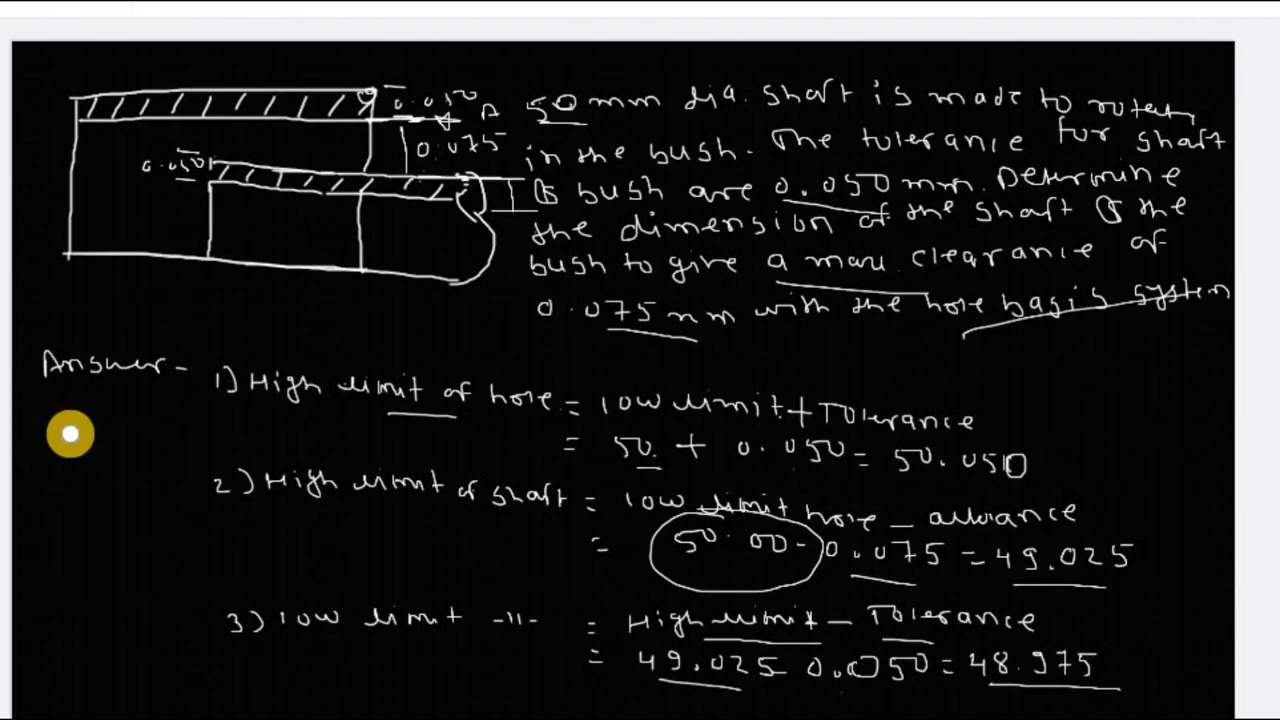 0.050
0.075
0.050
50 mm dia. shaft is made to rotate
in the bush. The tolerance for shaft
& bush are 0.050 mm. Determine
the dimension of the shaft & the
bush to give a max clearance of
0.075 mm with the hole basis system
Answer -
1) High limit of hole = low limit + Tolerance
= 50. + 0.050 = 50.050
2) High limit of shaft = low limit hole - allowance
= 50.00 - 0.075 = 49.025
3) low limit -11- = High limit - Tolerance
= 49.025 0.050 = 48.975